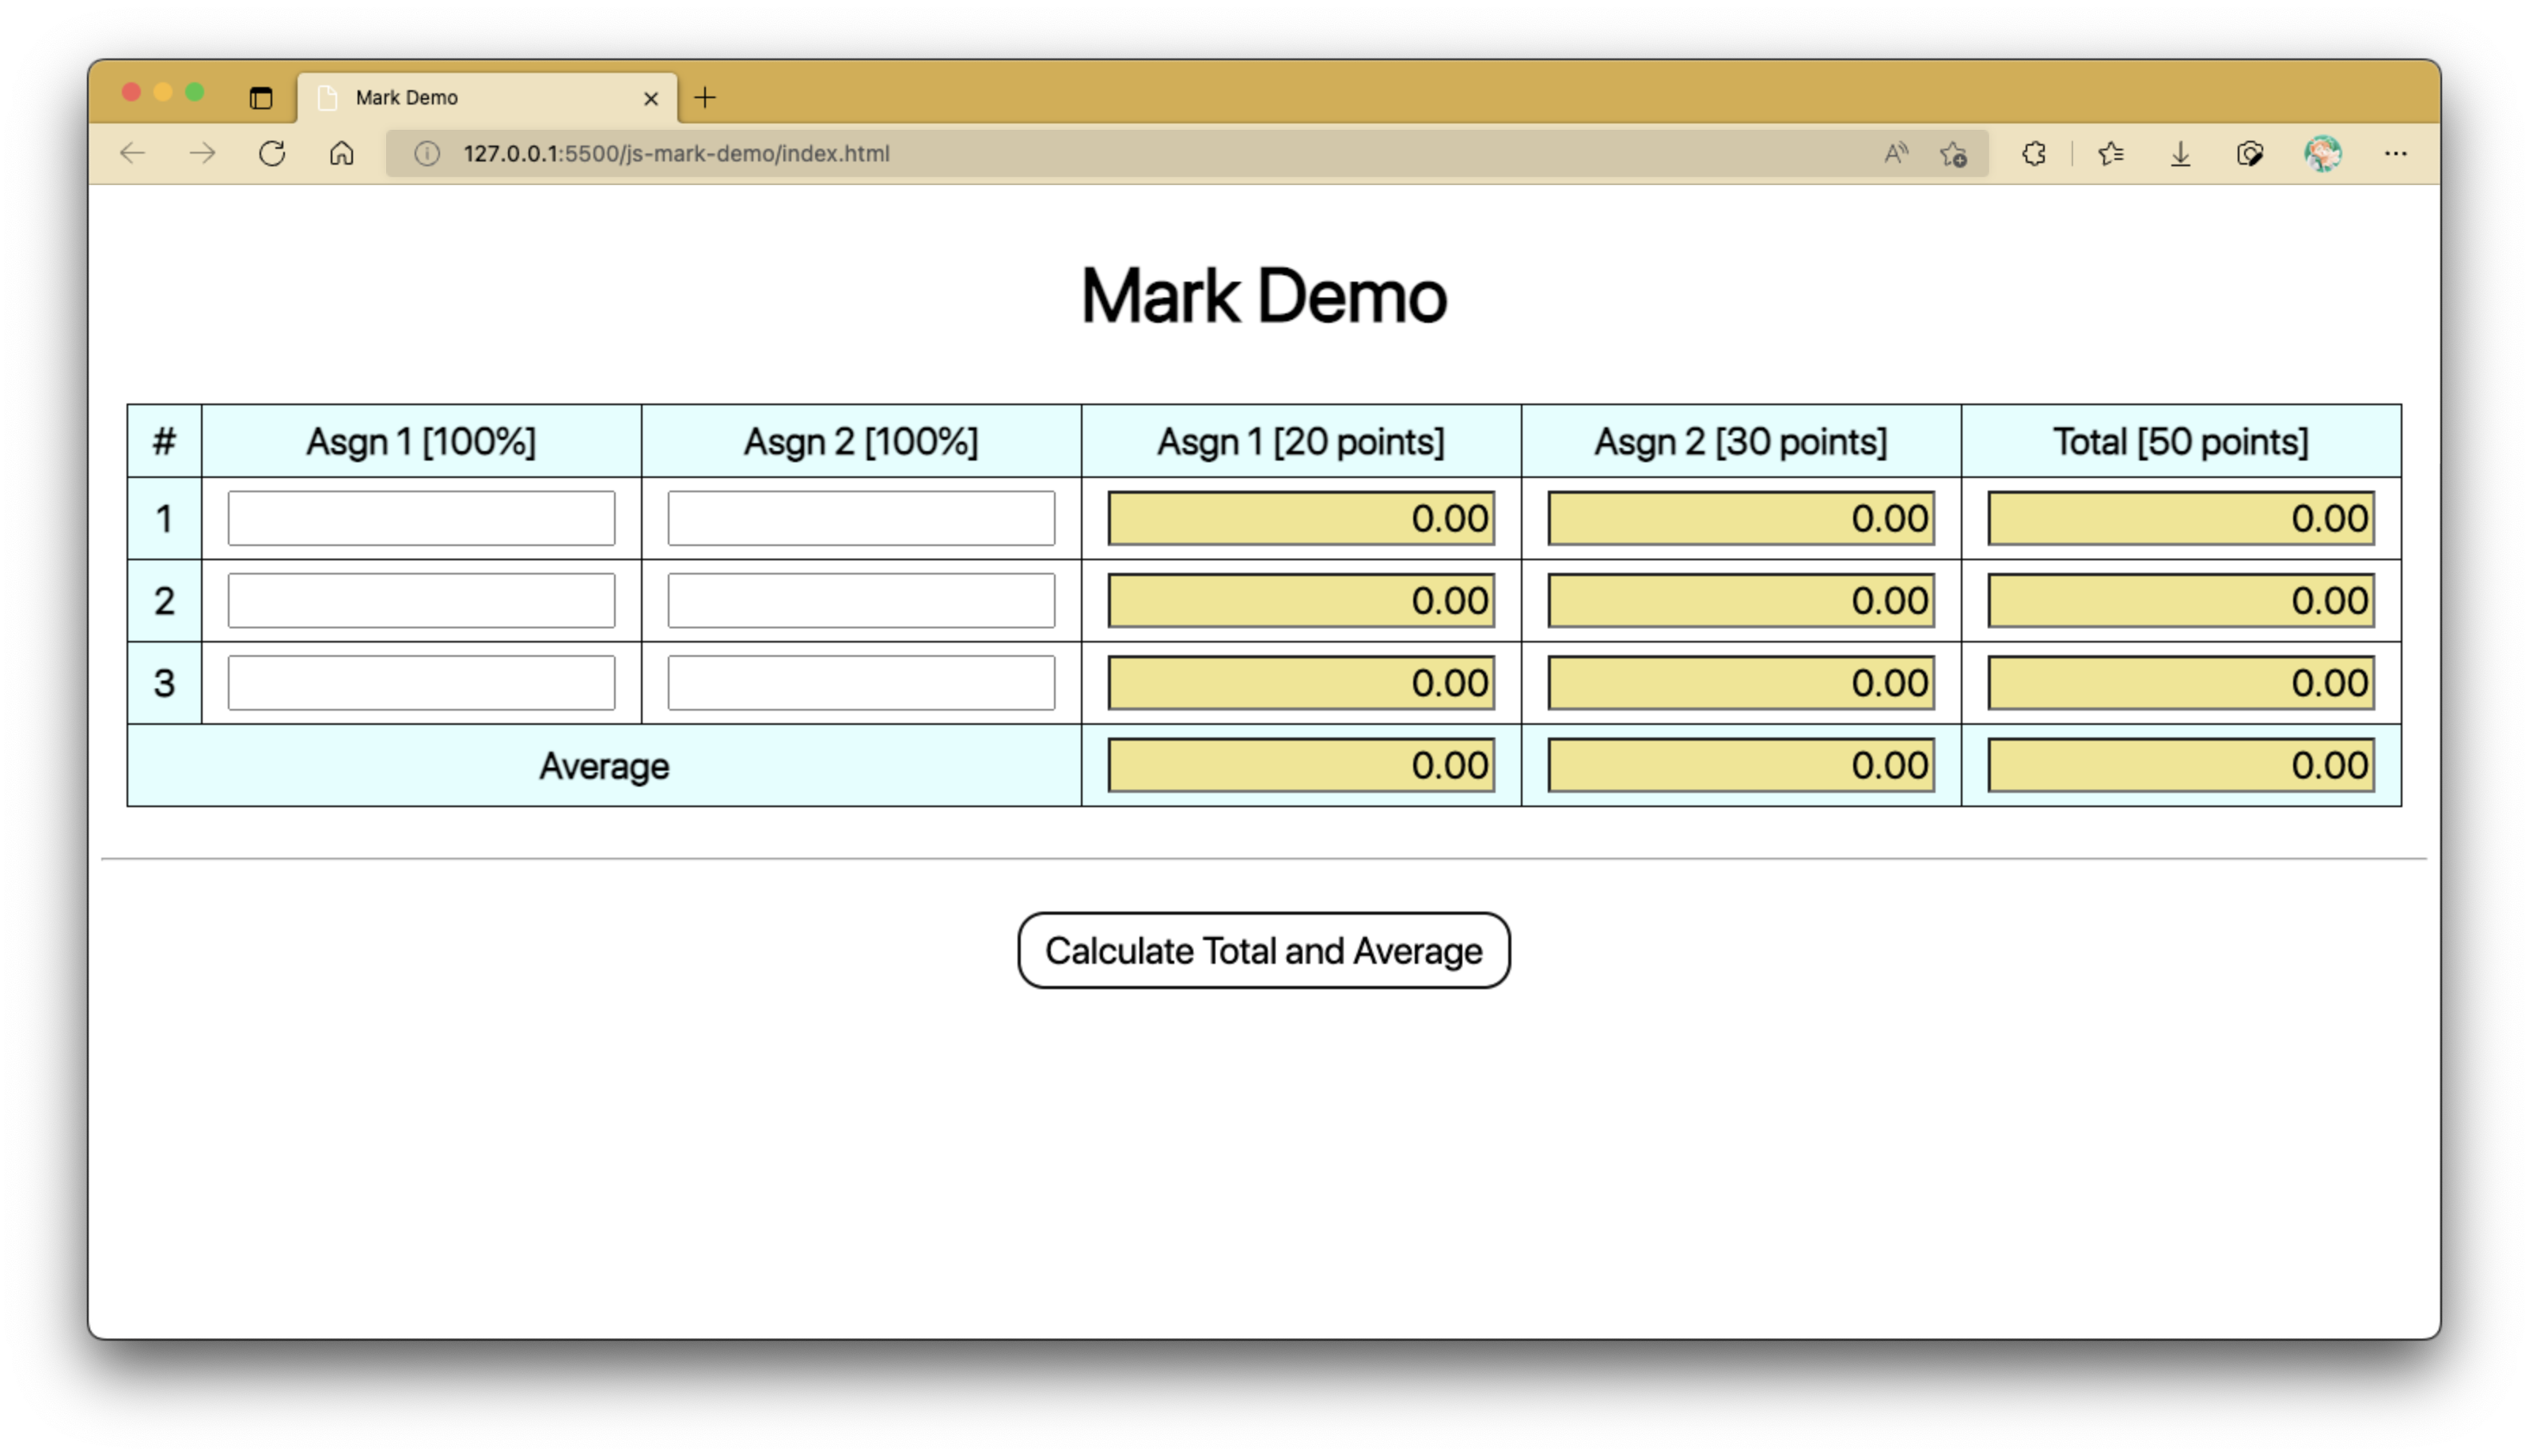 Mark Demo
127.0.0.1:5500/js-mark-demo/index.html
Mark Demo
# Asgn 1 [100%] Asgn 2 [100%] Asgn 1 [20 points] Asgn 2 [30 points] Total [50 points]
1 0.00 0.00 0.00
2 0.00 0.00 0.00
3 0.00 0.00 0.00
Average 0.00 0.00 0.00
Calculate Total and Average